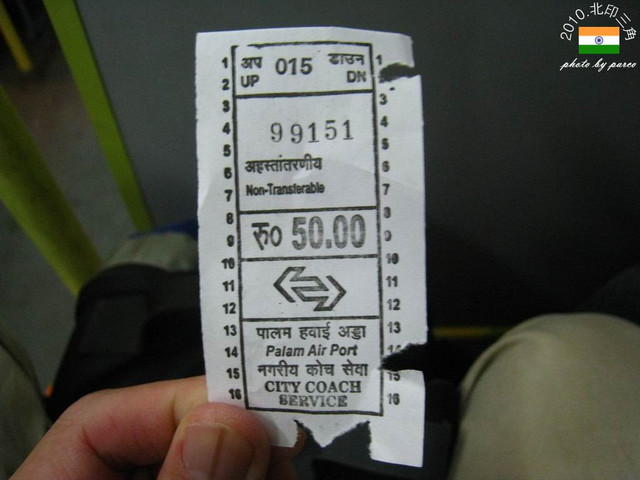 2010.北印三角
photo by parco
अप 015 डाउन
UP DN
99151
अहस्तांतरणीय
Non-Transferable
रु० 50.00
पालम हवाई अड्डा
Palam Air Port
नगरीय कोच सेवा
CITY COACH
SERVICE
1
2
3
4
5
6
7
8
9
10
11
12
13
14
15
16
1
2
3
4
5
6
7
8
9
10
11
12
13
14
15
16